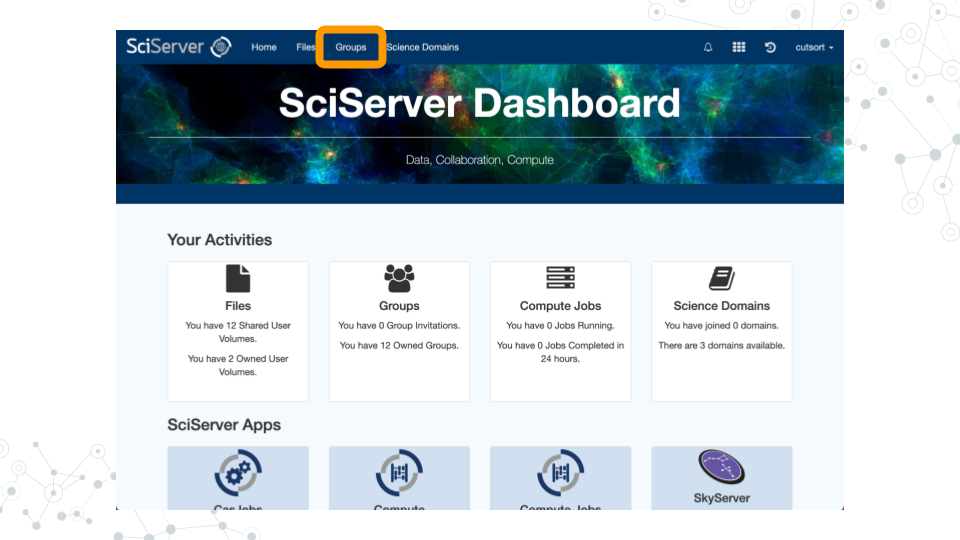 SciServer Home Files Groups Science Domains cutsort
SciServer Dashboard
Data, Collaboration, Compute
Your Activities
Files
You have 12 Shared User
Volumes.
You have 2 Owned User
Volumes.
Groups
You have 0 Group Invitations.
You have 12 Owned Groups.
Compute Jobs
You have 0 Jobs Running.
You have 0 Jobs Completed in
24 hours.
Science Domains
You have joined 0 domains.
There are 3 domains available.
SciServer Apps
CasJobs
Compute
Compute Jobs
SkyServer